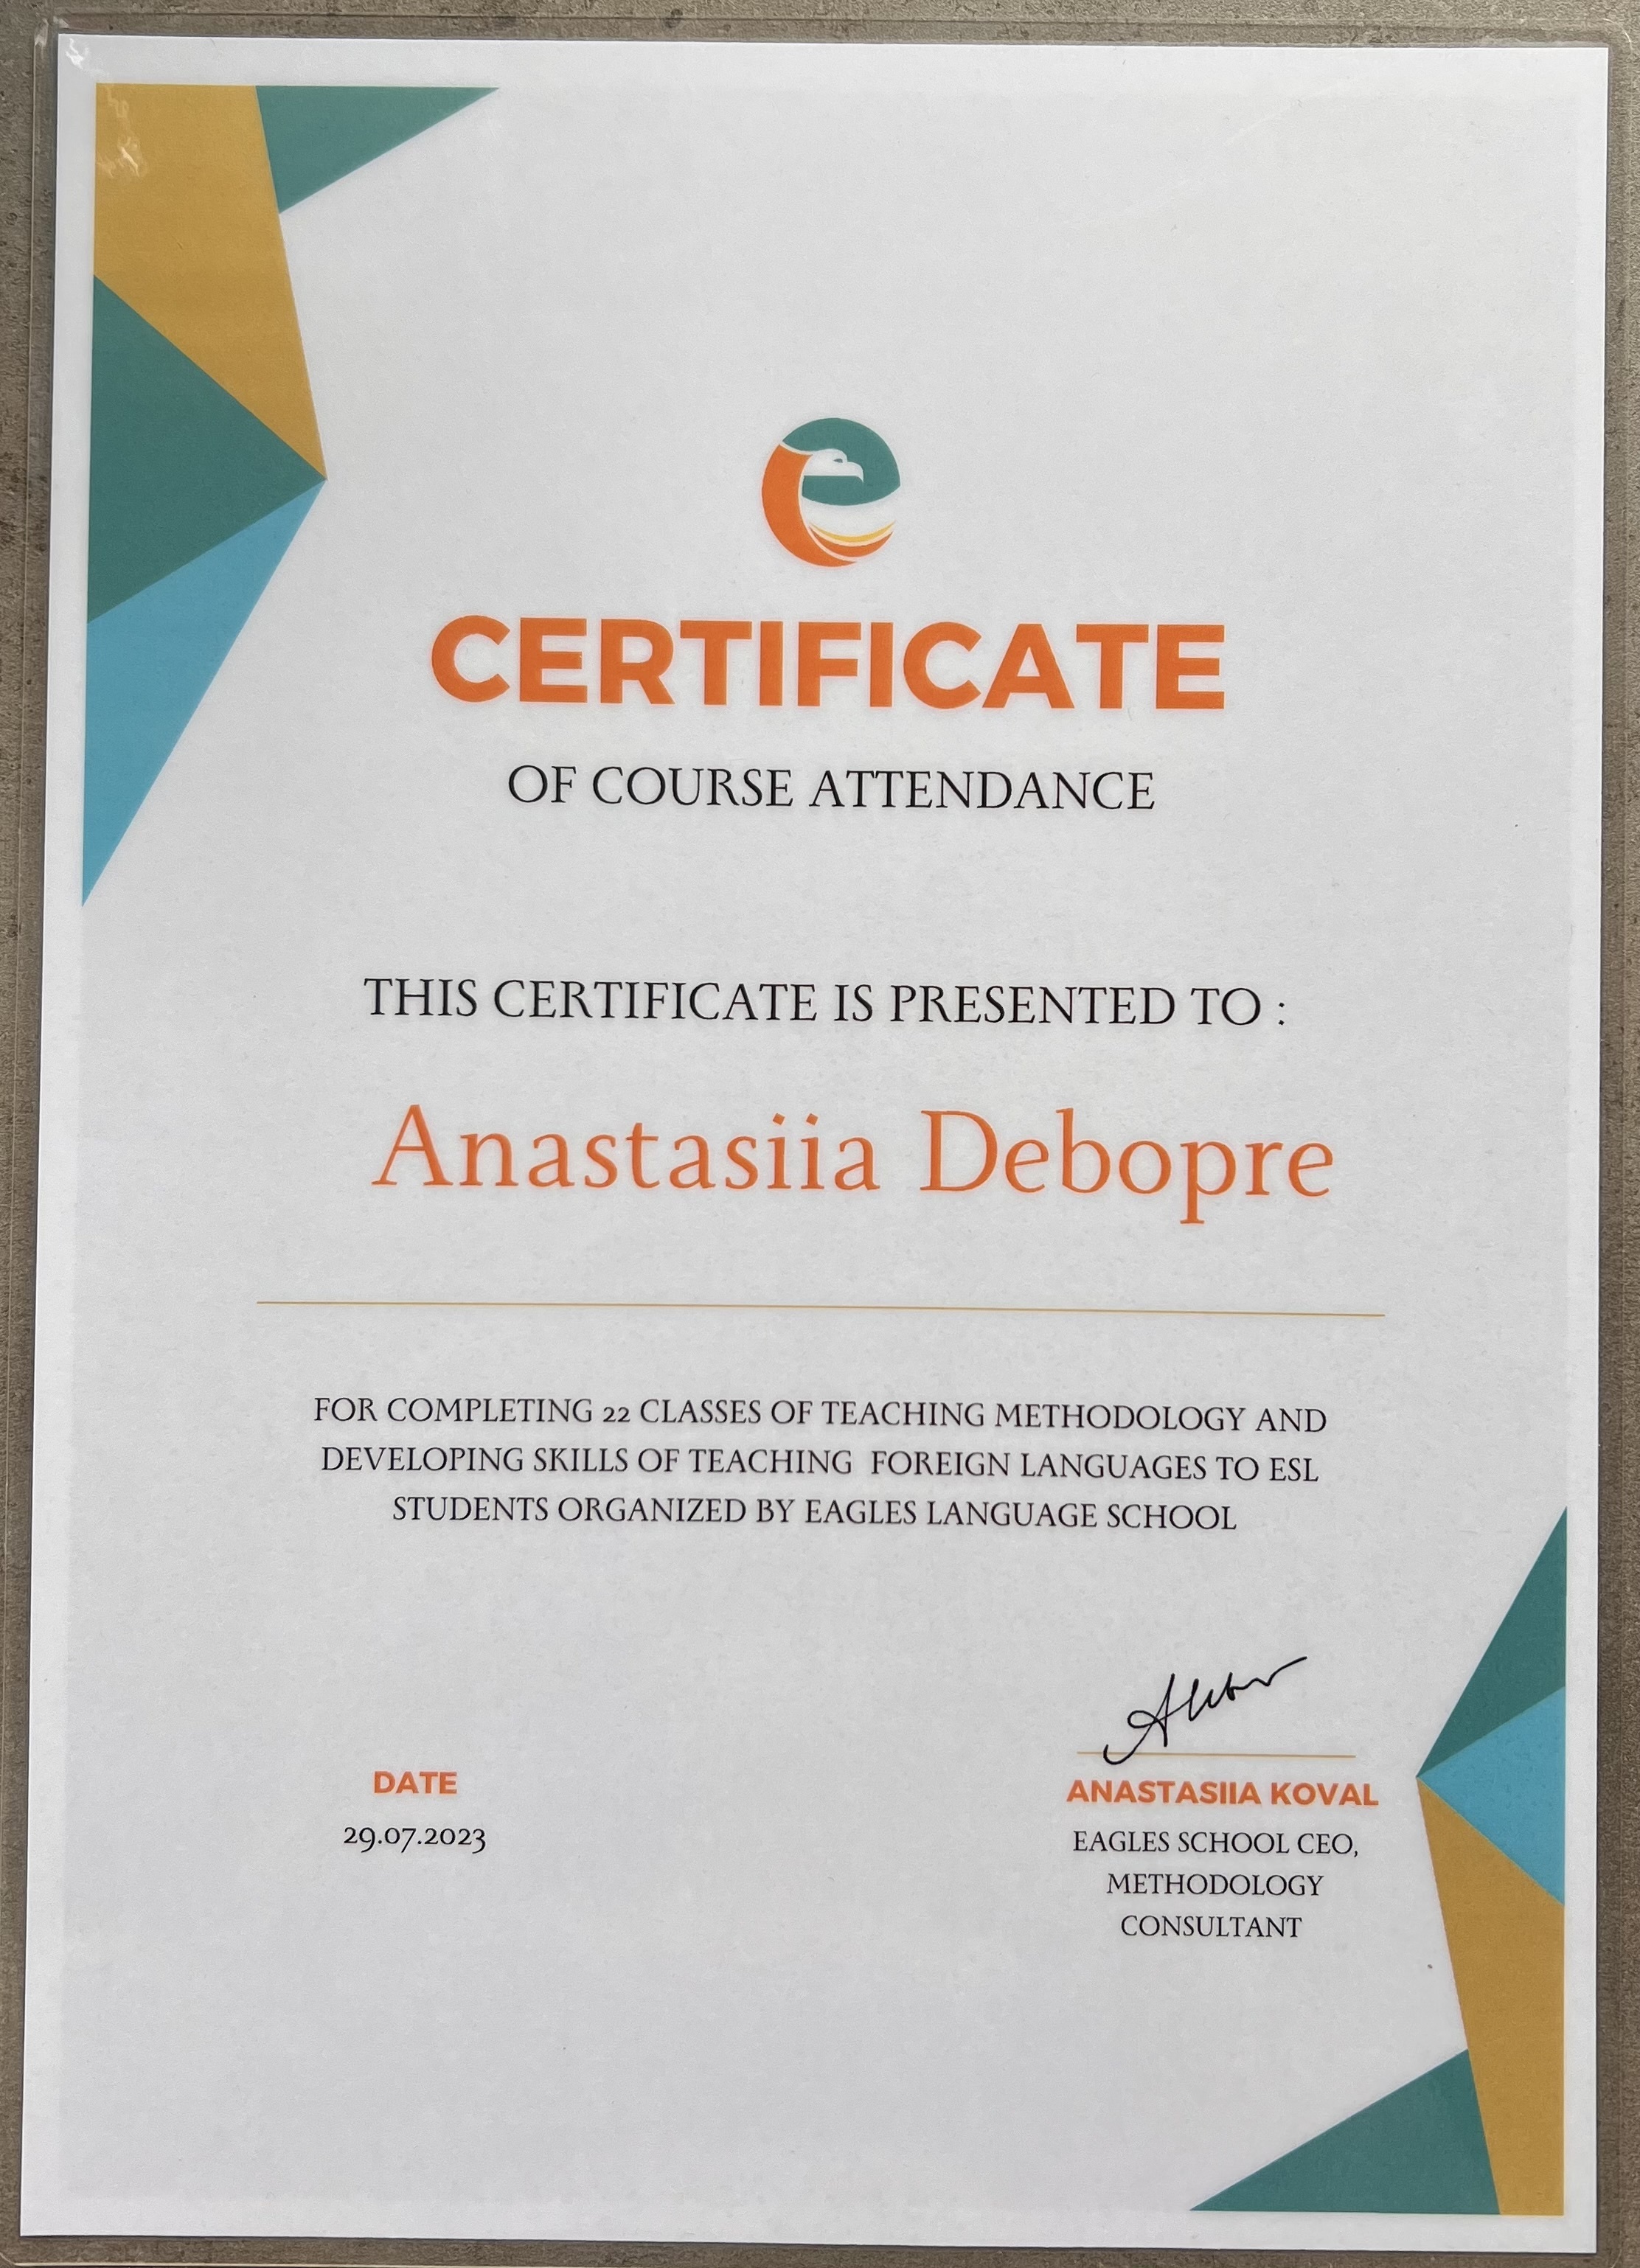 CERTIFICATE
OF COURSE ATTENDANCE
THIS CERTIFICATE IS PRESENTED TO :
Anastasiia Debopre
FOR COMPLETING 22 CLASSES OF TEACHING METHODOLOGY AND
DEVELOPING SKILLS OF TEACHING FOREIGN LANGUAGES TO ESL
STUDENTS ORGANIZED BY EAGLES LANGUAGE SCHOOL
DATE
29.07.2023
ANASTASIIA KOVAL
EAGLES SCHOOL CEO,
METHODOLOGY
CONSULTANT